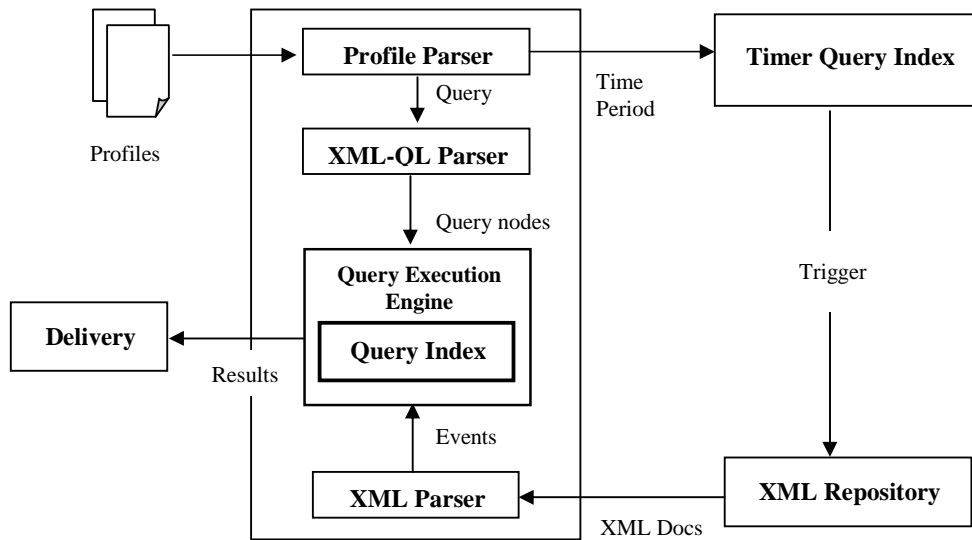 Profile Parser
Timer Query Index
Query
Time
Period
Profiles
XML-QL Parser
Query nodes
Query Execution
Engine
Trigger
Delivery
Query Index
Results
Events
XML Parser
XML Repository
XML Docs